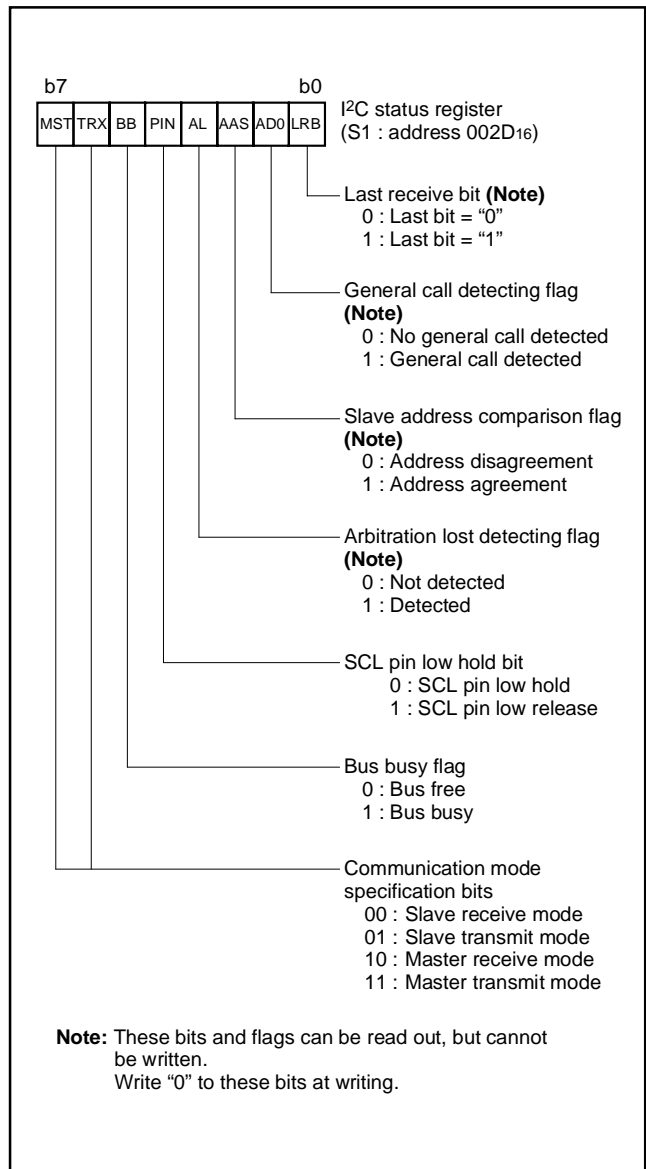 b7 b0
MST TRX BB PIN AL AAS AD0 LRB
I²C status register
(S1 : address 002D₁₆)
Last receive bit (Note)
0 : Last bit = “0”
1 : Last bit = “1”
General call detecting flag
(Note)
0 : No general call detected
1 : General call detected
Slave address comparison flag
(Note)
0 : Address disagreement
1 : Address agreement
Arbitration lost detecting flag
(Note)
0 : Not detected
1 : Detected
SCL pin low hold bit
0 : SCL pin low hold
1 : SCL pin low release
Bus busy flag
0 : Bus free
1 : Bus busy
Communication mode
specification bits
00 : Slave receive mode
01 : Slave transmit mode
10 : Master receive mode
11 : Master transmit mode
Note: These bits and flags can be read out, but cannot
be written.
Write “0” to these bits at writing.